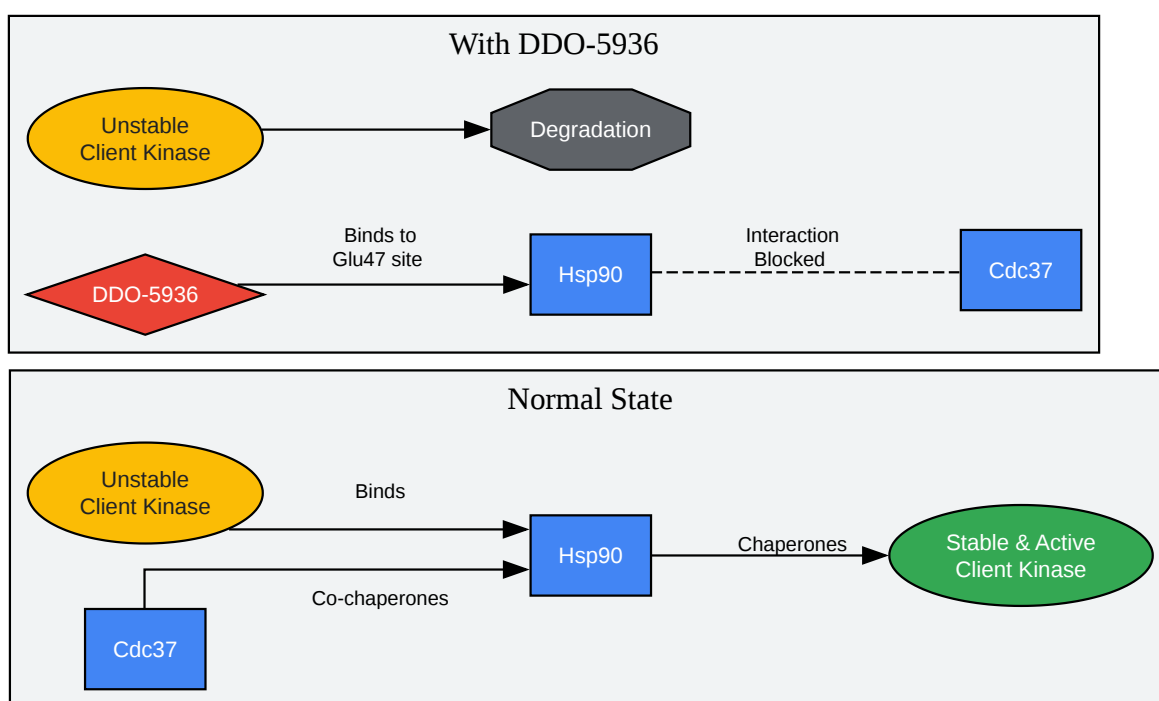 With DDO-5936
Unstable
Client Kinase
Degradation
Binds to
Glu47 site
Interaction
Blocked
DDO-5936
Hsp90
Cdc37
Normal State
Unstable
Client Kinase
Binds
Hsp90
Chaperones
Stable & Active
Client Kinase
Co-chaperones
Cdc37